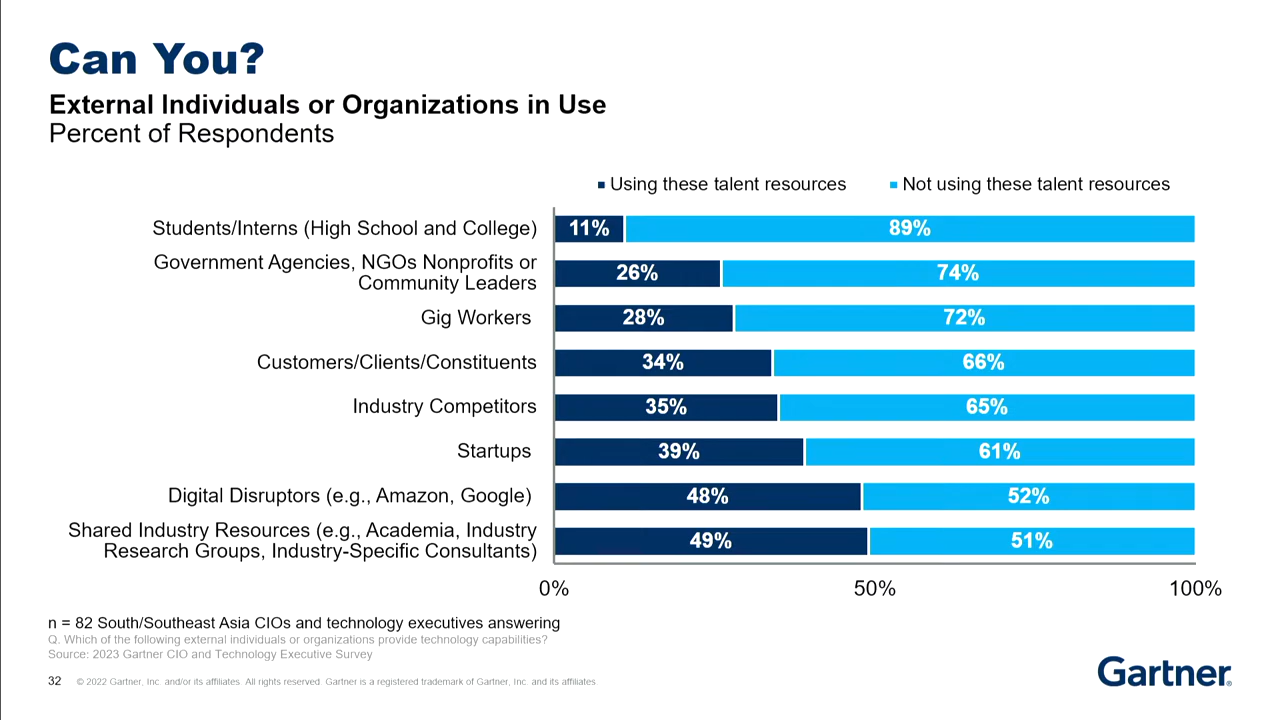 Can You?
External Individuals or Organizations in Use
Percent of Respondents
Using these talent resources
Not using these talent resources
Students/Interns (High School and College) 11% 89%
Government Agencies, NGOs Nonprofits or
Community Leaders 26% 74%
Gig Workers 28% 72%
Customers/Clients/Constituents 34% 66%
Industry Competitors 35% 65%
Startups 39% 61%
Digital Disruptors (e.g., Amazon, Google) 48% 52%
Shared Industry Resources (e.g., Academia, Industry
Research Groups, Industry-Specific Consultants) 49% 51%
0% 50% 100%
n = 82 South/Southeast Asia CIOs and technology executives answering
Q. Which of the following external individuals or organizations provide technology capabilities?
Source: 2023 Gartner CIO and Technology Executive Survey
32 © 2022 Gartner, Inc. and/or its affiliates. All rights reserved. Gartner is a registered trademark of Gartner, Inc. and its affiliates.
Gartner®